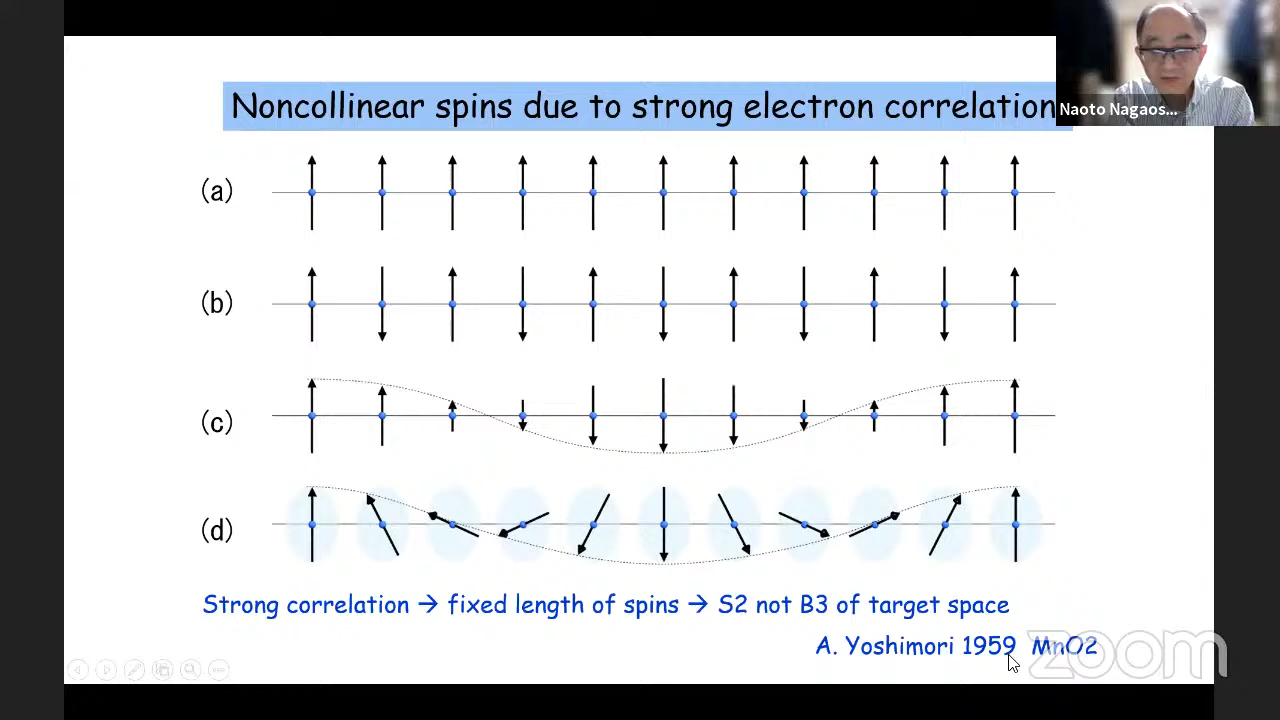 Noncollinear spins due to strong electron correlation
Naoto Nagaos...
(a)
(b)
(c)
(d)
Strong correlation → fixed length of spins → S2 not B3 of target space
A. Yoshimori 1959 MnO2
zoom